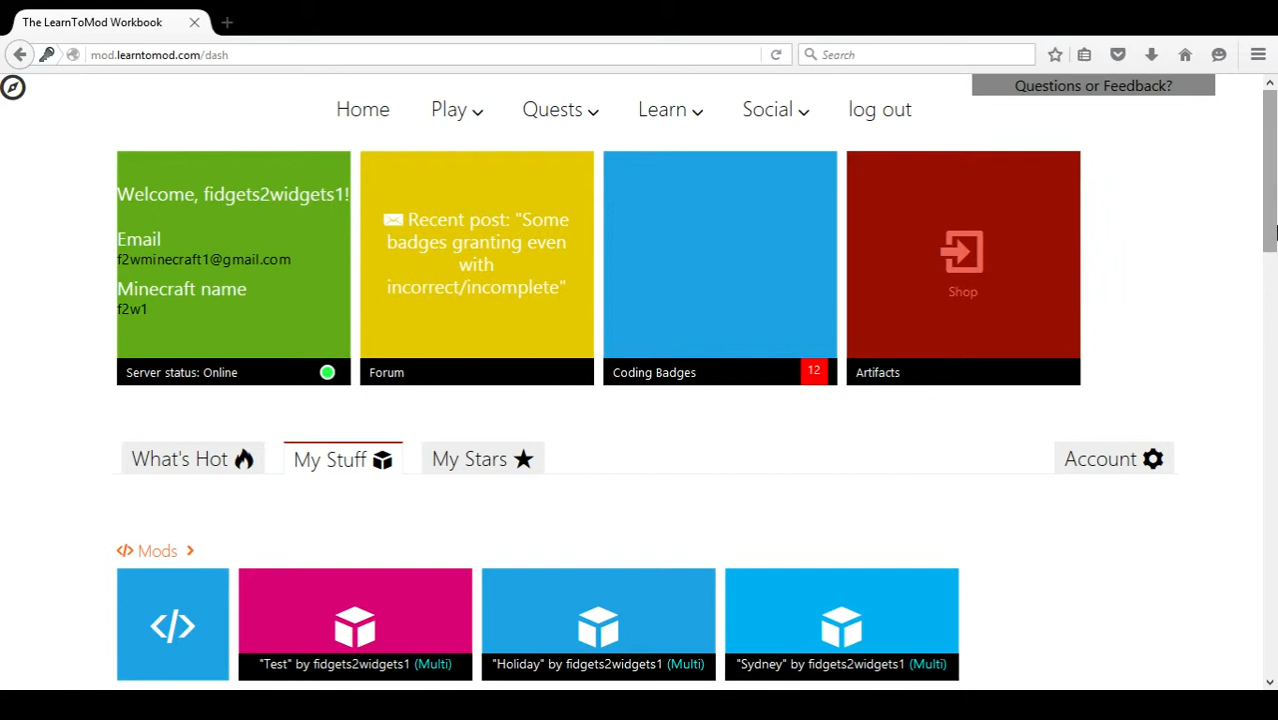 The LearnToMod Workbook
mod.learntomod.com/dash
Search
Questions or Feedback?
Home Play Quests Learn Social log out
Welcome, fidgets2widgets1!
Email
f2wminecraft1@gmail.com
Minecraft name
f2w1
Server status: Online
Recent post: "Some
badges granting even
with
incorrect/incomplete"
Forum
Coding Badges 12
Shop
Artifacts
What's Hot My Stuff My Stars Account
</> Mods >
</>
"Test" by fidgets2widgets1 (Multi)
"Holiday" by fidgets2widgets1 (Multi)
"Sydney" by fidgets2widgets1 (Multi)